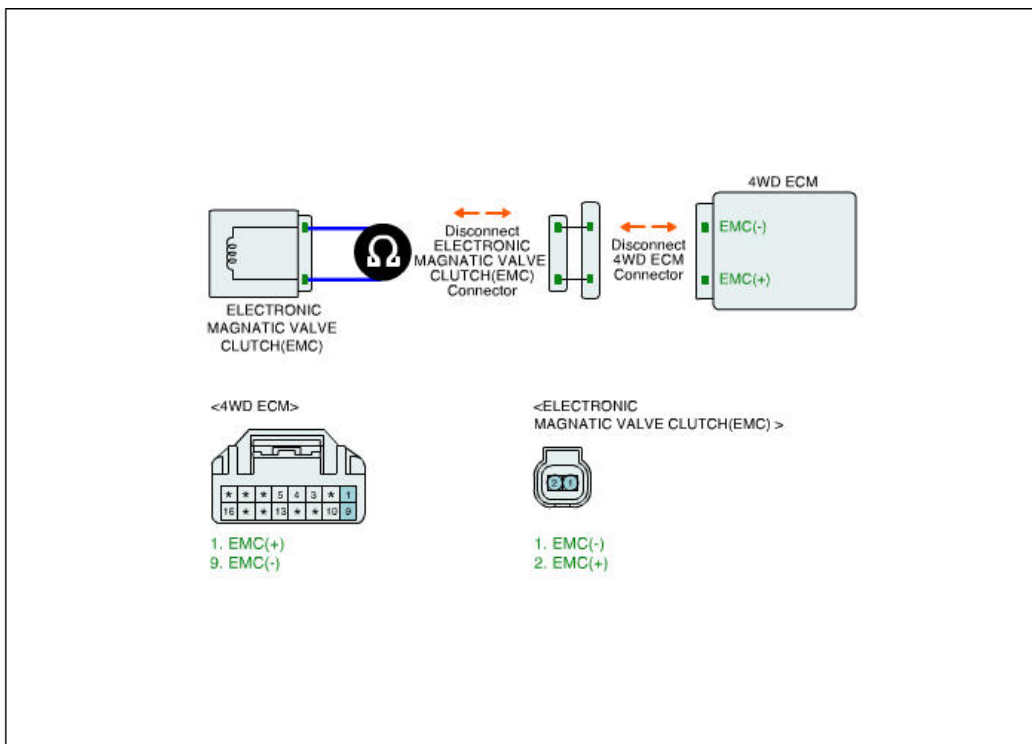 4WD ECM
EMC(-)
EMC(+)
Ω
Disconnect
ELECTRONIC
MAGNATIC VALVE
CLUTCH(EMC)
Connector
Disconnect
4WD ECM
Connector
ELECTRONIC
MAGNATIC VALVE
CLUTCH(EMC)
<4WD ECM>
* * * 5 4 3 * 1
16 * * 13 * * 10 9
1. EMC(+)
9. EMC(-)
<ELECTRONIC
MAGNATIC VALVE CLUTCH(EMC) >
2 1
1. EMC(-)
2. EMC(+)